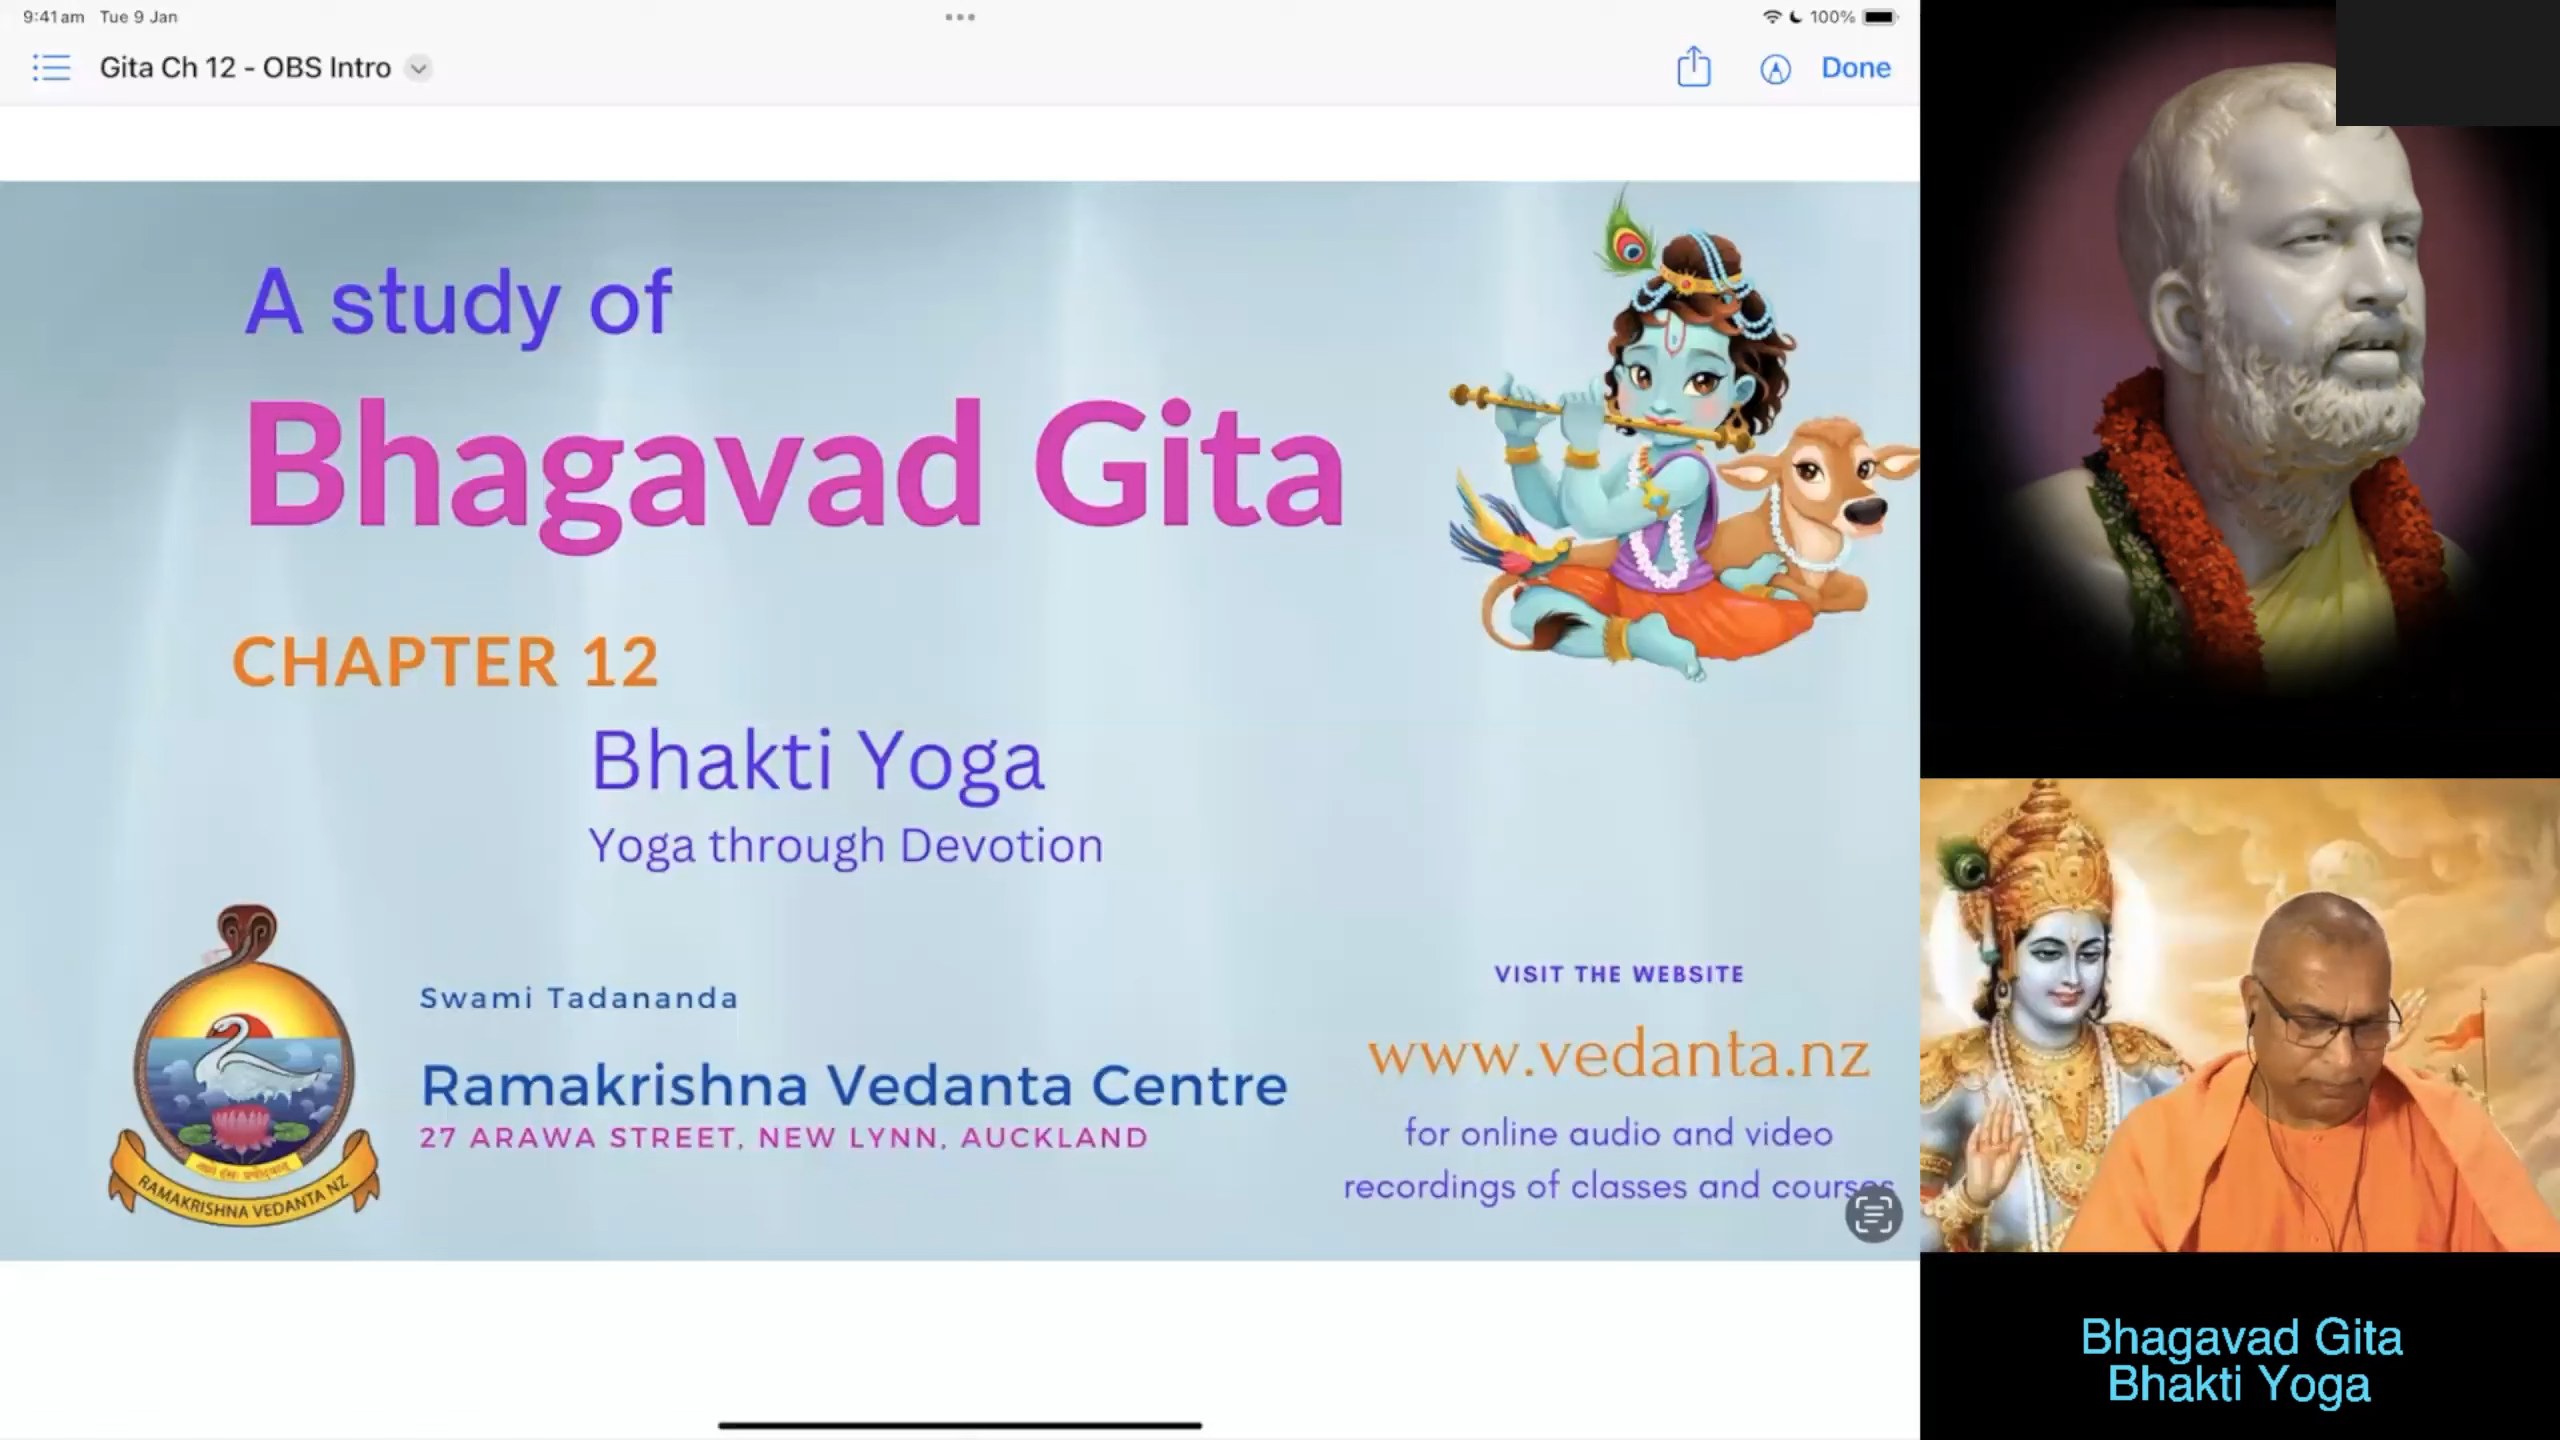 9:41 am Tue 9 Jan
100%
Gita Ch 12 - OBS Intro
Done
A study of
Bhagavad Gita
CHAPTER 12
Bhakti Yoga
Yoga through Devotion
Swami Tadananda
Ramakrishna Vedanta Centre
27 ARAWA STREET, NEW LYNN, AUCKLAND
RAMAKRISHNA VEDANTA NZ
VISIT THE WEBSITE
www.vedanta.nz
for online audio and video
recordings of classes and courses
Bhagavad Gita
Bhakti Yoga